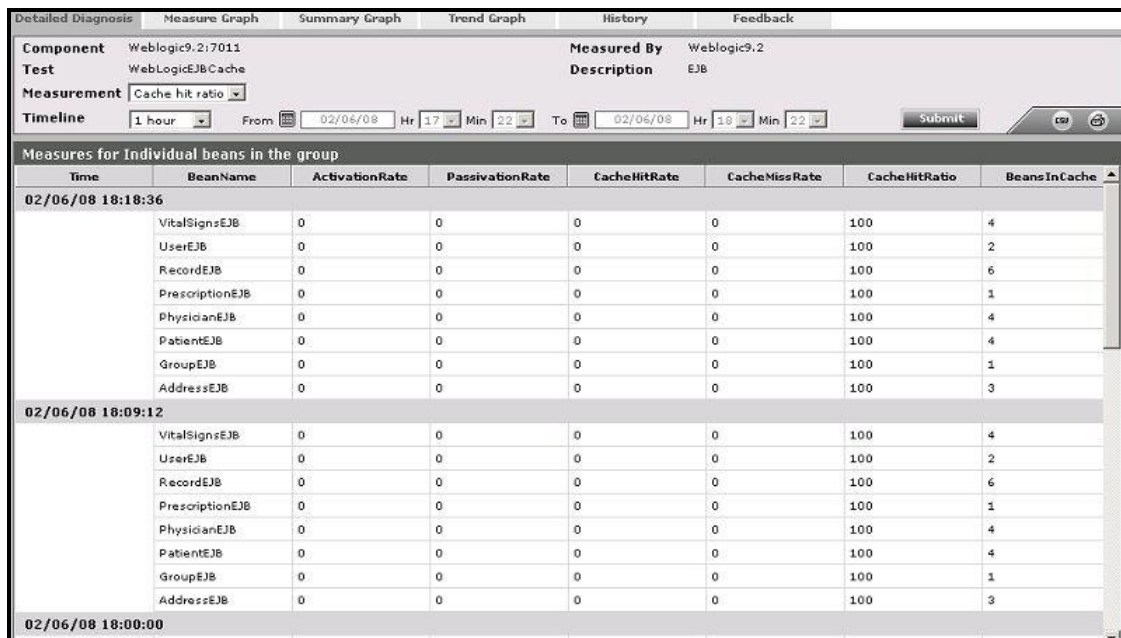 Detailed Diagnosis Measure Graph Summary Graph Trend Graph History Feedback
Component Weblogic9.2:7011 Measured By Weblogic9.2
Test WebLogicEJBCache Description EJB
Measurement Cache hit ratio
Timeline 1 hour From 02/06/08 Hr 17 Min 22 To 02/06/08 Hr 18 Min 22 Submit CSV
Measures for Individual beans in the group
Time BeanName ActivationRate PassivationRate CacheHitRate CacheMissRate CacheHitRatio BeansInCache
02/06/08 18:18:36
VitalSignsEJB 0 0 0 0 100 4
UserEJB 0 0 0 0 100 2
RecordEJB 0 0 0 0 100 6
PrescriptionEJB 0 0 0 0 100 1
PhysicianEJB 0 0 0 0 100 4
PatientEJB 0 0 0 0 100 4
GroupEJB 0 0 0 0 100 1
AddressEJB 0 0 0 0 100 3
02/06/08 18:09:12
VitalSignsEJB 0 0 0 0 100 4
UserEJB 0 0 0 0 100 2
RecordEJB 0 0 0 0 100 6
PrescriptionEJB 0 0 0 0 100 1
PhysicianEJB 0 0 0 0 100 4
PatientEJB 0 0 0 0 100 4
GroupEJB 0 0 0 0 100 1
AddressEJB 0 0 0 0 100 3
02/06/08 18:00:00